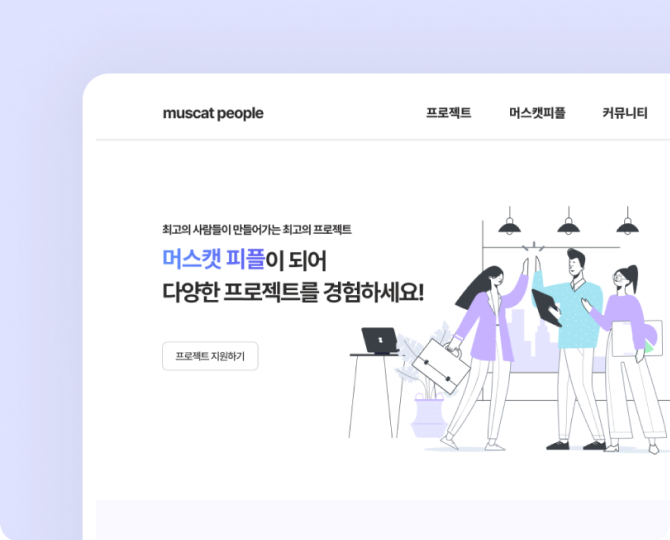 muscat people
프로젝트
머스캣피플
커뮤니티
최고의 사람들이 만들어가는 최고의 프로젝트
머스캣 피플이 되어
다양한 프로젝트를 경험하세요!
프로젝트 지원하기